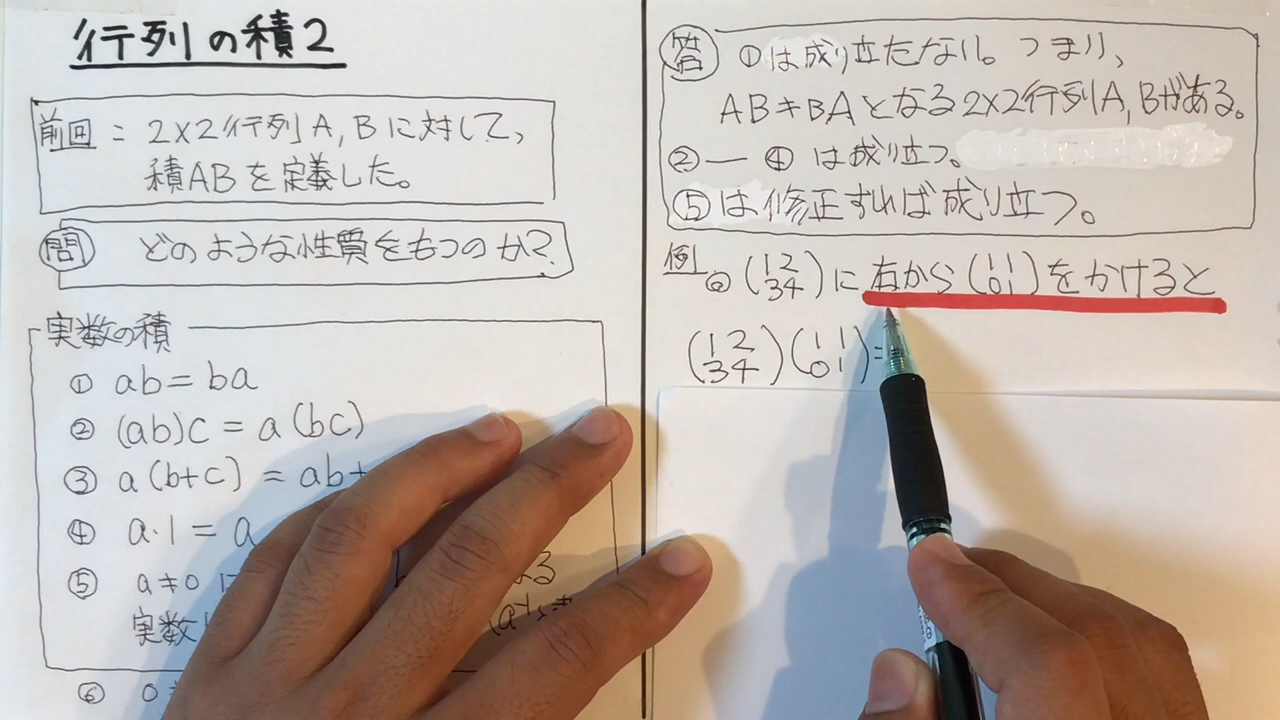 行列の積2
前回 = 2×2行列A,Bに対して、
積ABを定義した。
問 どのような性質をもつのか?
実数の積
① ab=ba
② (ab)c = a(bc)
③ a(b+c) = ab+
④ a·1 = a
⑤ a≠0 に
実数
⑥ 0
答 ①は成り立たない。つまり、
AB≠BAとなる2×2行列A,Bがある。
②ー④は成り立つ。
⑤は修正すれば成り立つ。
例 (1 2
3 4)に右から(1 1
0 1)をかけると
(1 2
3 4)(1 1
0 1)=